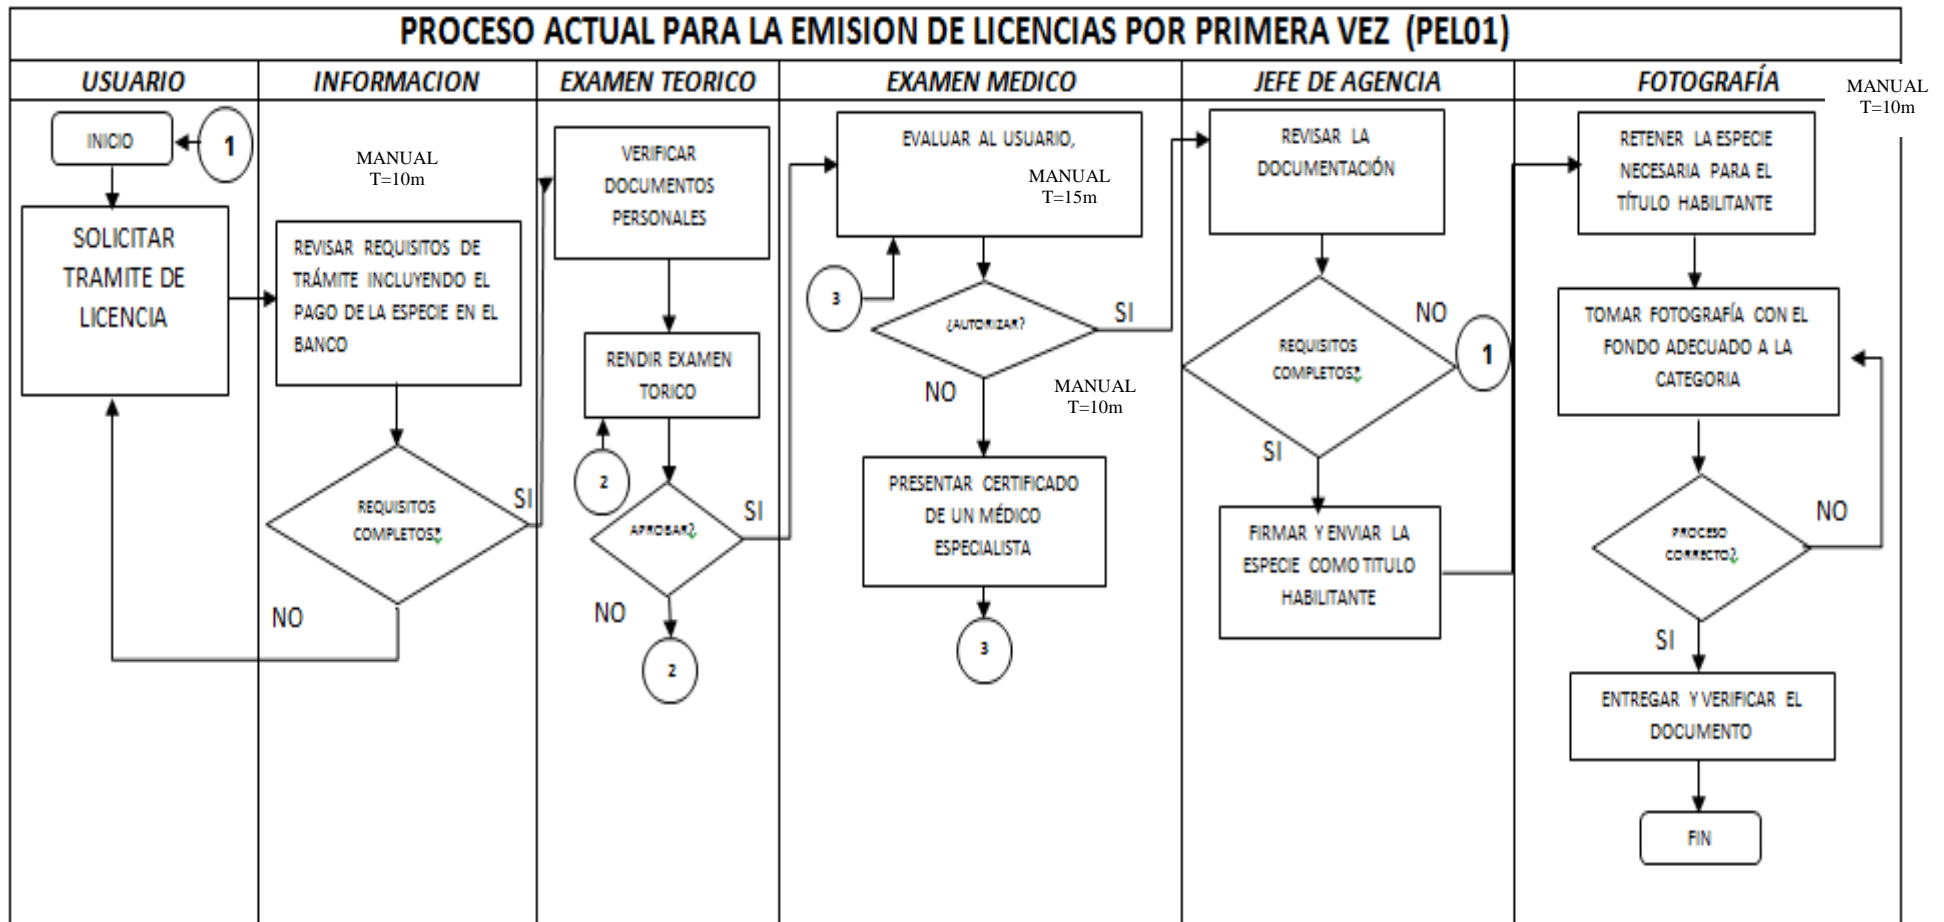 PROCESO ACTUAL PARA LA EMISION DE LICENCIAS POR PRIMERA VEZ (PEL01)
USUARIO
INFORMACION
EXAMEN TEORICO
EXAMEN MEDICO
JEFE DE AGENCIA
FOTOGRAFÍA
MANUAL
T=10m
INICIO
1
SOLICITAR
TRAMITE DE
LICENCIA
MANUAL
T=10m
REVISAR REQUISITOS DE
TRÁMITE INCLUYENDO EL
PAGO DE LA ESPECIE EN EL
BANCO
REQUISITOS
COMPLETOS?
SI
NO
VERIFICAR
DOCUMENTOS
PERSONALES
RENDIR EXAMEN
TORICO
2
APROBAR?
SI
NO
2
EVALUAR AL USUARIO,
MANUAL
T=15m
3
¿AUTORIZAR?
SI
NO
MANUAL
T=10m
PRESENTAR CERTIFICADO
DE UN MÉDICO
ESPECIALISTA
3
REVISAR LA
DOCUMENTACIÓN
REQUISITOS
COMPLETOS?
NO
1
SI
FIRMAR Y ENVIAR LA
ESPECIE COMO TITULO
HABILITANTE
RETENER LA ESPECIE
NECESARIA PARA EL
TÍTULO HABILITANTE
TOMAR FOTOGRAFÍA CON EL
FONDO ADECUADO A LA
CATEGORIA
PROCESO
CORRECTO?
NO
SI
ENTREGAR Y VERIFICAR EL
DOCUMENTO
FIN